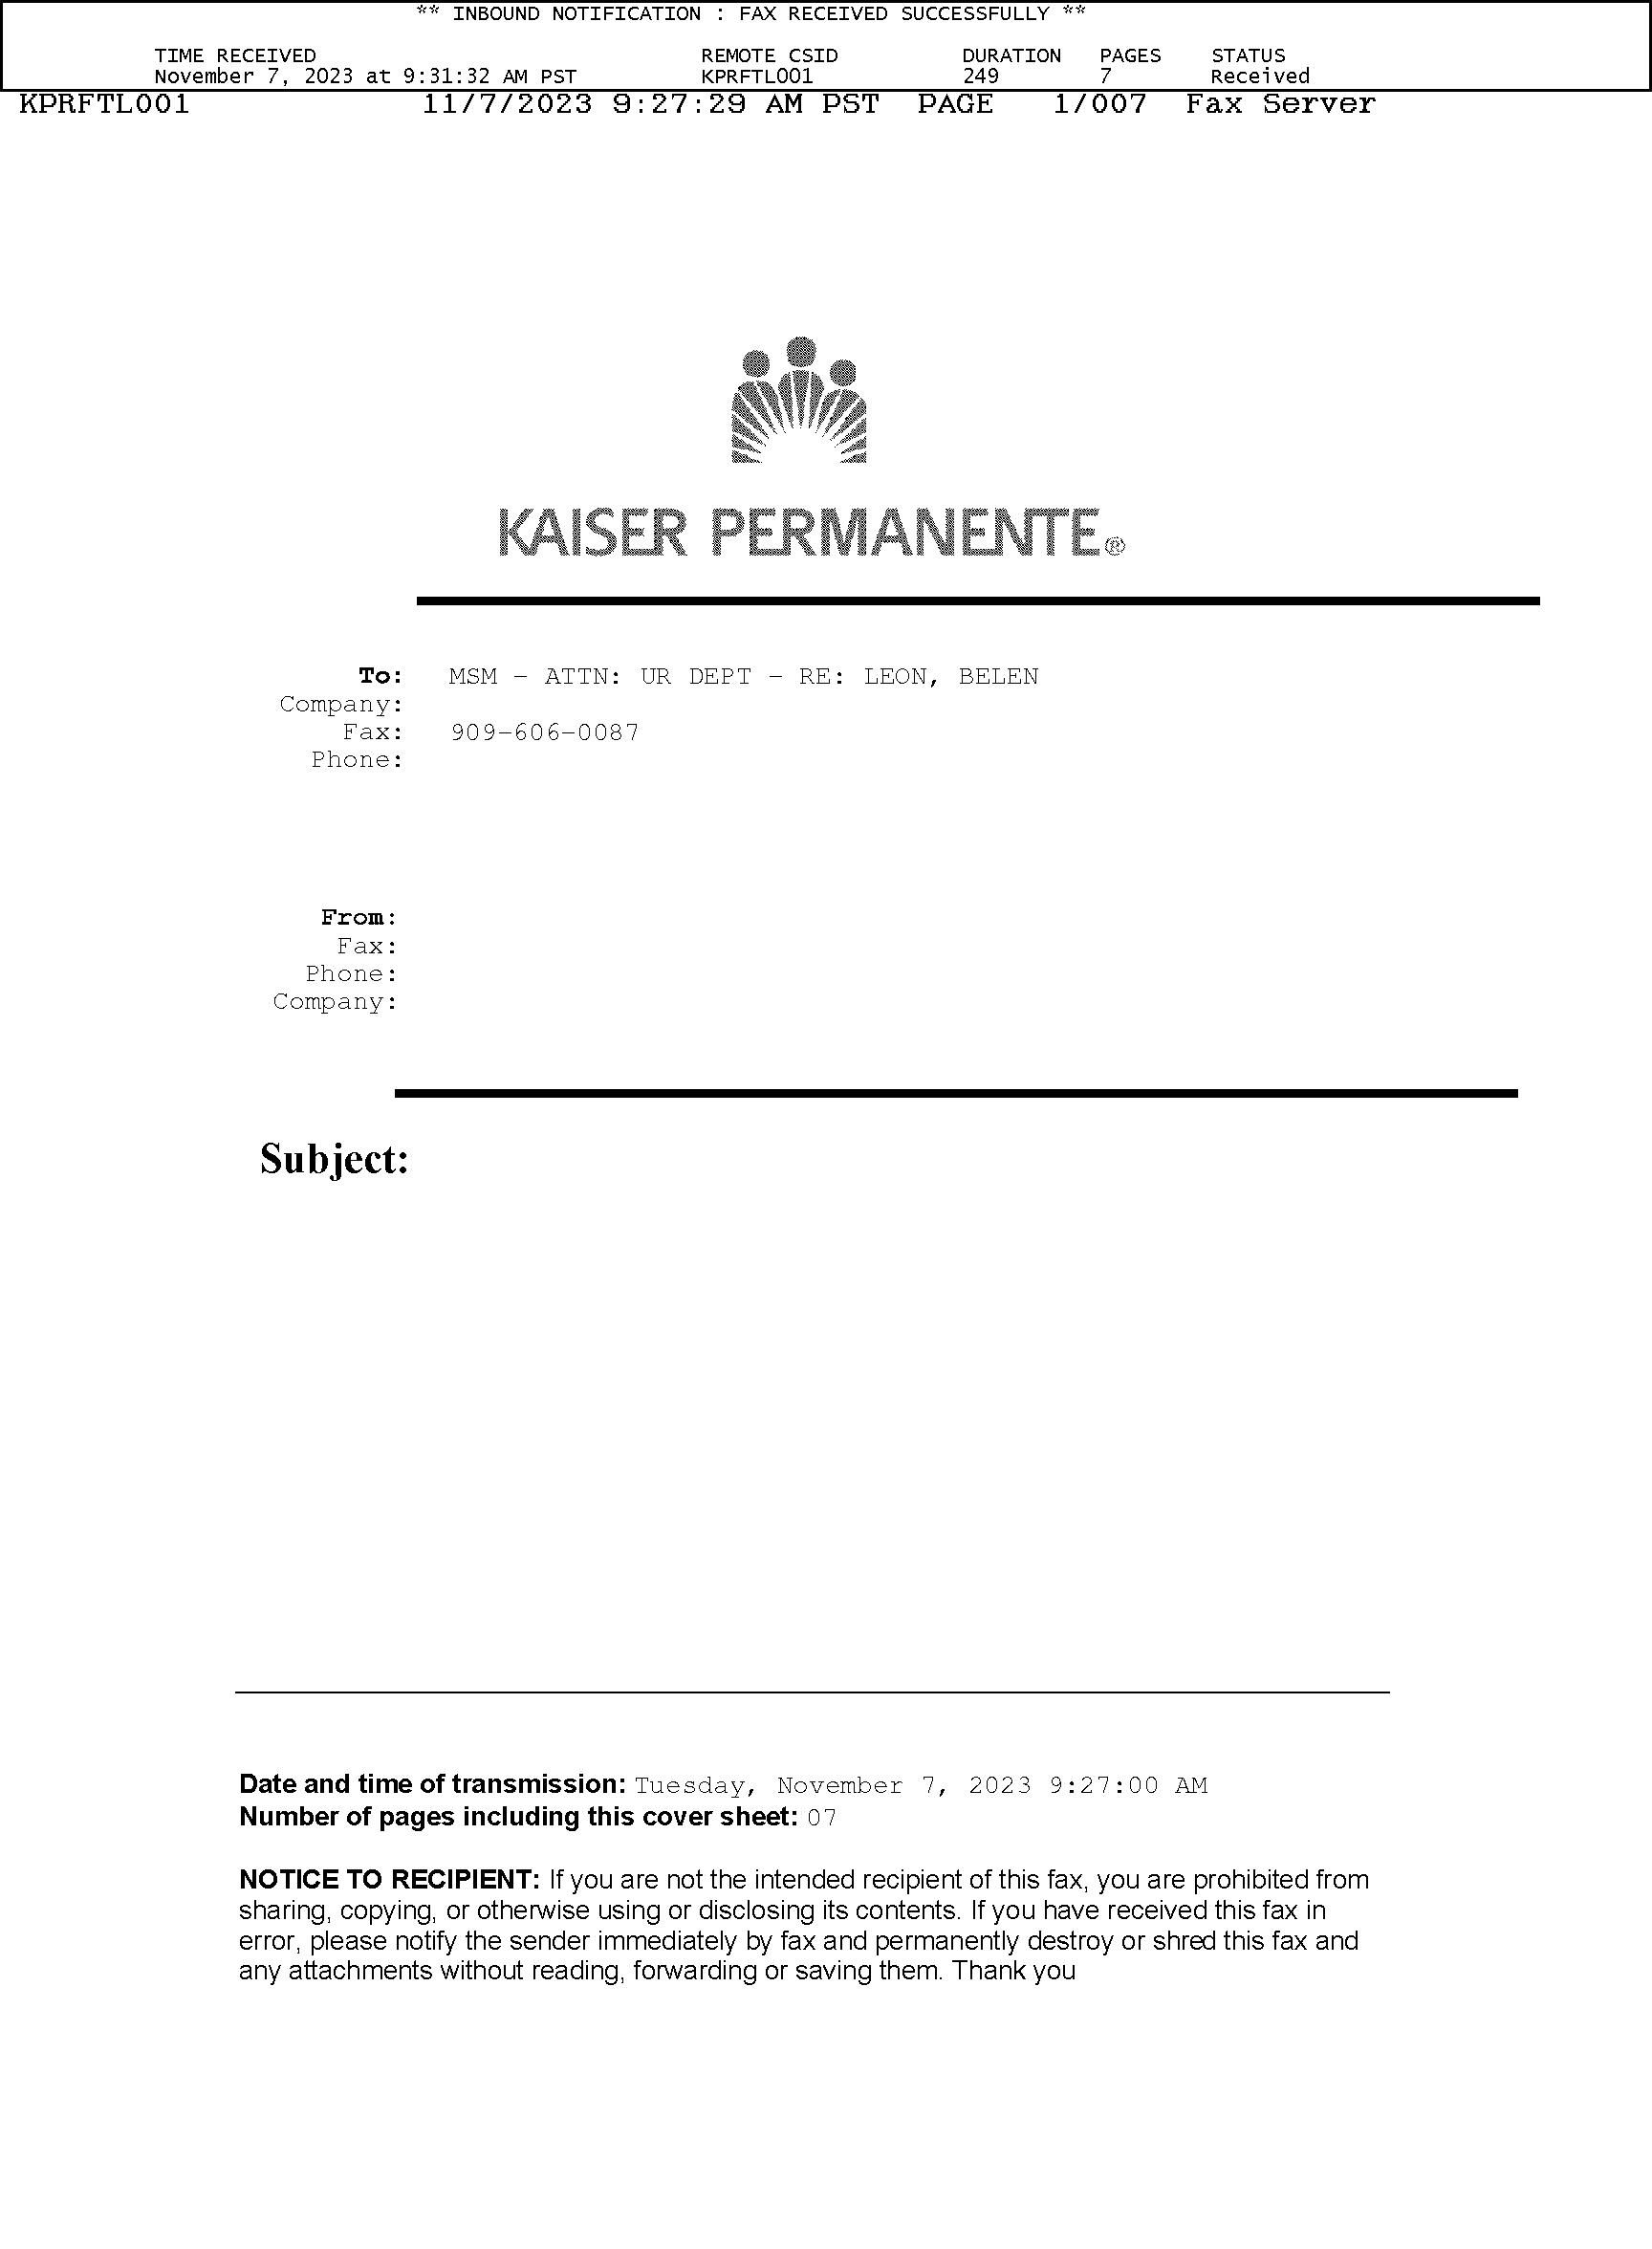 ** INBOUND NOTIFICATION : FAX RECEIVED SUCCESSFULLY **
TIME RECEIVED REMOTE CSID DURATION PAGES STATUS
November 7, 2023 at 9:31:32 AM PST KPRFTL001 249 7 Received
KPRFTL001 11/7/2023 9:27:29 AM PST PAGE 1/007 Fax Server
KAISER PERMANENTE®
To: MSM - ATTN: UR DEPT - RE: LEON, BELEN
Company:
Fax: 909-606-0087
Phone:
From:
Fax:
Phone:
Company:
Subject:
Date and time of transmission: Tuesday, November 7, 2023 9:27:00 AM
Number of pages including this cover sheet: 07
NOTICE TO RECIPIENT: If you are not the intended recipient of this fax, you are prohibited from
sharing, copying, or otherwise using or disclosing its contents. If you have received this fax in
error, please notify the sender immediately by fax and permanently destroy or shred this fax and
any attachments without reading, forwarding or saving them. Thank you